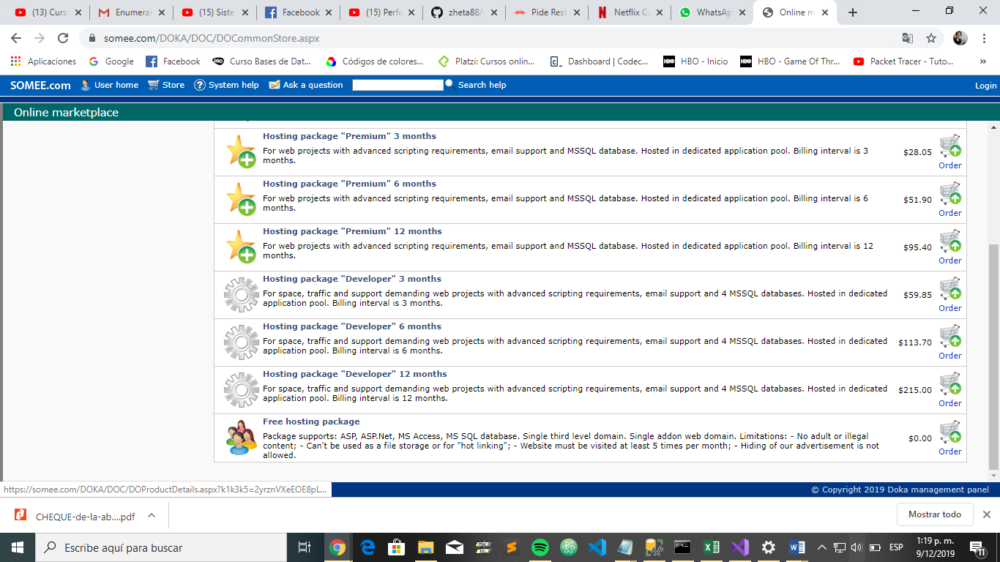 (13) Curso
Enumerar
(15) Siste
Facebook
(15) Perfe
zheta88/
Pide Rest
Netflix Co
WhatsAp
Online m
somee.com/DOKA/DOC/DOCommonStore.aspx
Aplicaciones
Google
Facebook
Curso Bases de Dat...
Códigos de colores...
Platzi: Cursos onlin...
Dashboard | Codec...
HBO - Inicio
HBO - Game Of Thr...
Packet Tracer - Tuto...
SOMEE.com
User home
Store
System help
Ask a question
Search help
Login
Online marketplace
Hosting package "Premium" 3 months
For web projects with advanced scripting requirements, email support and MSSQL database. Hosted in dedicated application pool. Billing interval is 3
months.
$28.05
Order
Hosting package "Premium" 6 months
For web projects with advanced scripting requirements, email support and MSSQL database. Hosted in dedicated application pool. Billing interval is 6
months.
$51.90
Order
Hosting package "Premium" 12 months
For web projects with advanced scripting requirements, email support and MSSQL database. Hosted in dedicated application pool. Billing interval is 12
months.
$95.40
Order
Hosting package "Developer" 3 months
For space, traffic and support demanding web projects with advanced scripting requirements, email support and 4 MSSQL databases. Hosted in dedicated
application pool. Billing interval is 3 months.
$59.85
Order
Hosting package "Developer" 6 months
For space, traffic and support demanding web projects with advanced scripting requirements, email support and 4 MSSQL databases. Hosted in dedicated
application pool. Billing interval is 6 months.
$113.70
Order
Hosting package "Developer" 12 months
For space, traffic and support demanding web projects with advanced scripting requirements, email support and 4 MSSQL databases. Hosted in dedicated
application pool. Billing interval is 12 months.
$215.00
Order
Free hosting package
Package supports: ASP, ASP.Net, MS Access, MS SQL database. Single third level domain. Single addon web domain. Limitations: - No adult or illegal
content; - Can't be used as a file storage or for "hot linking"; - Website must be visited at least 5 times per month; - Hiding of our advertisement is not
allowed.
$0.00
Order
https://somee.com/DOKA/DOC/DOProductDetails.aspx?k1k3k5=2yrznVXeEOE8pL...
© Copyright 2019 Doka management panel
CHEQUE-de-la-ab....pdf
Mostrar todo
Escribe aquí para buscar
ESP
1:19 p. m.
9/12/2019
11